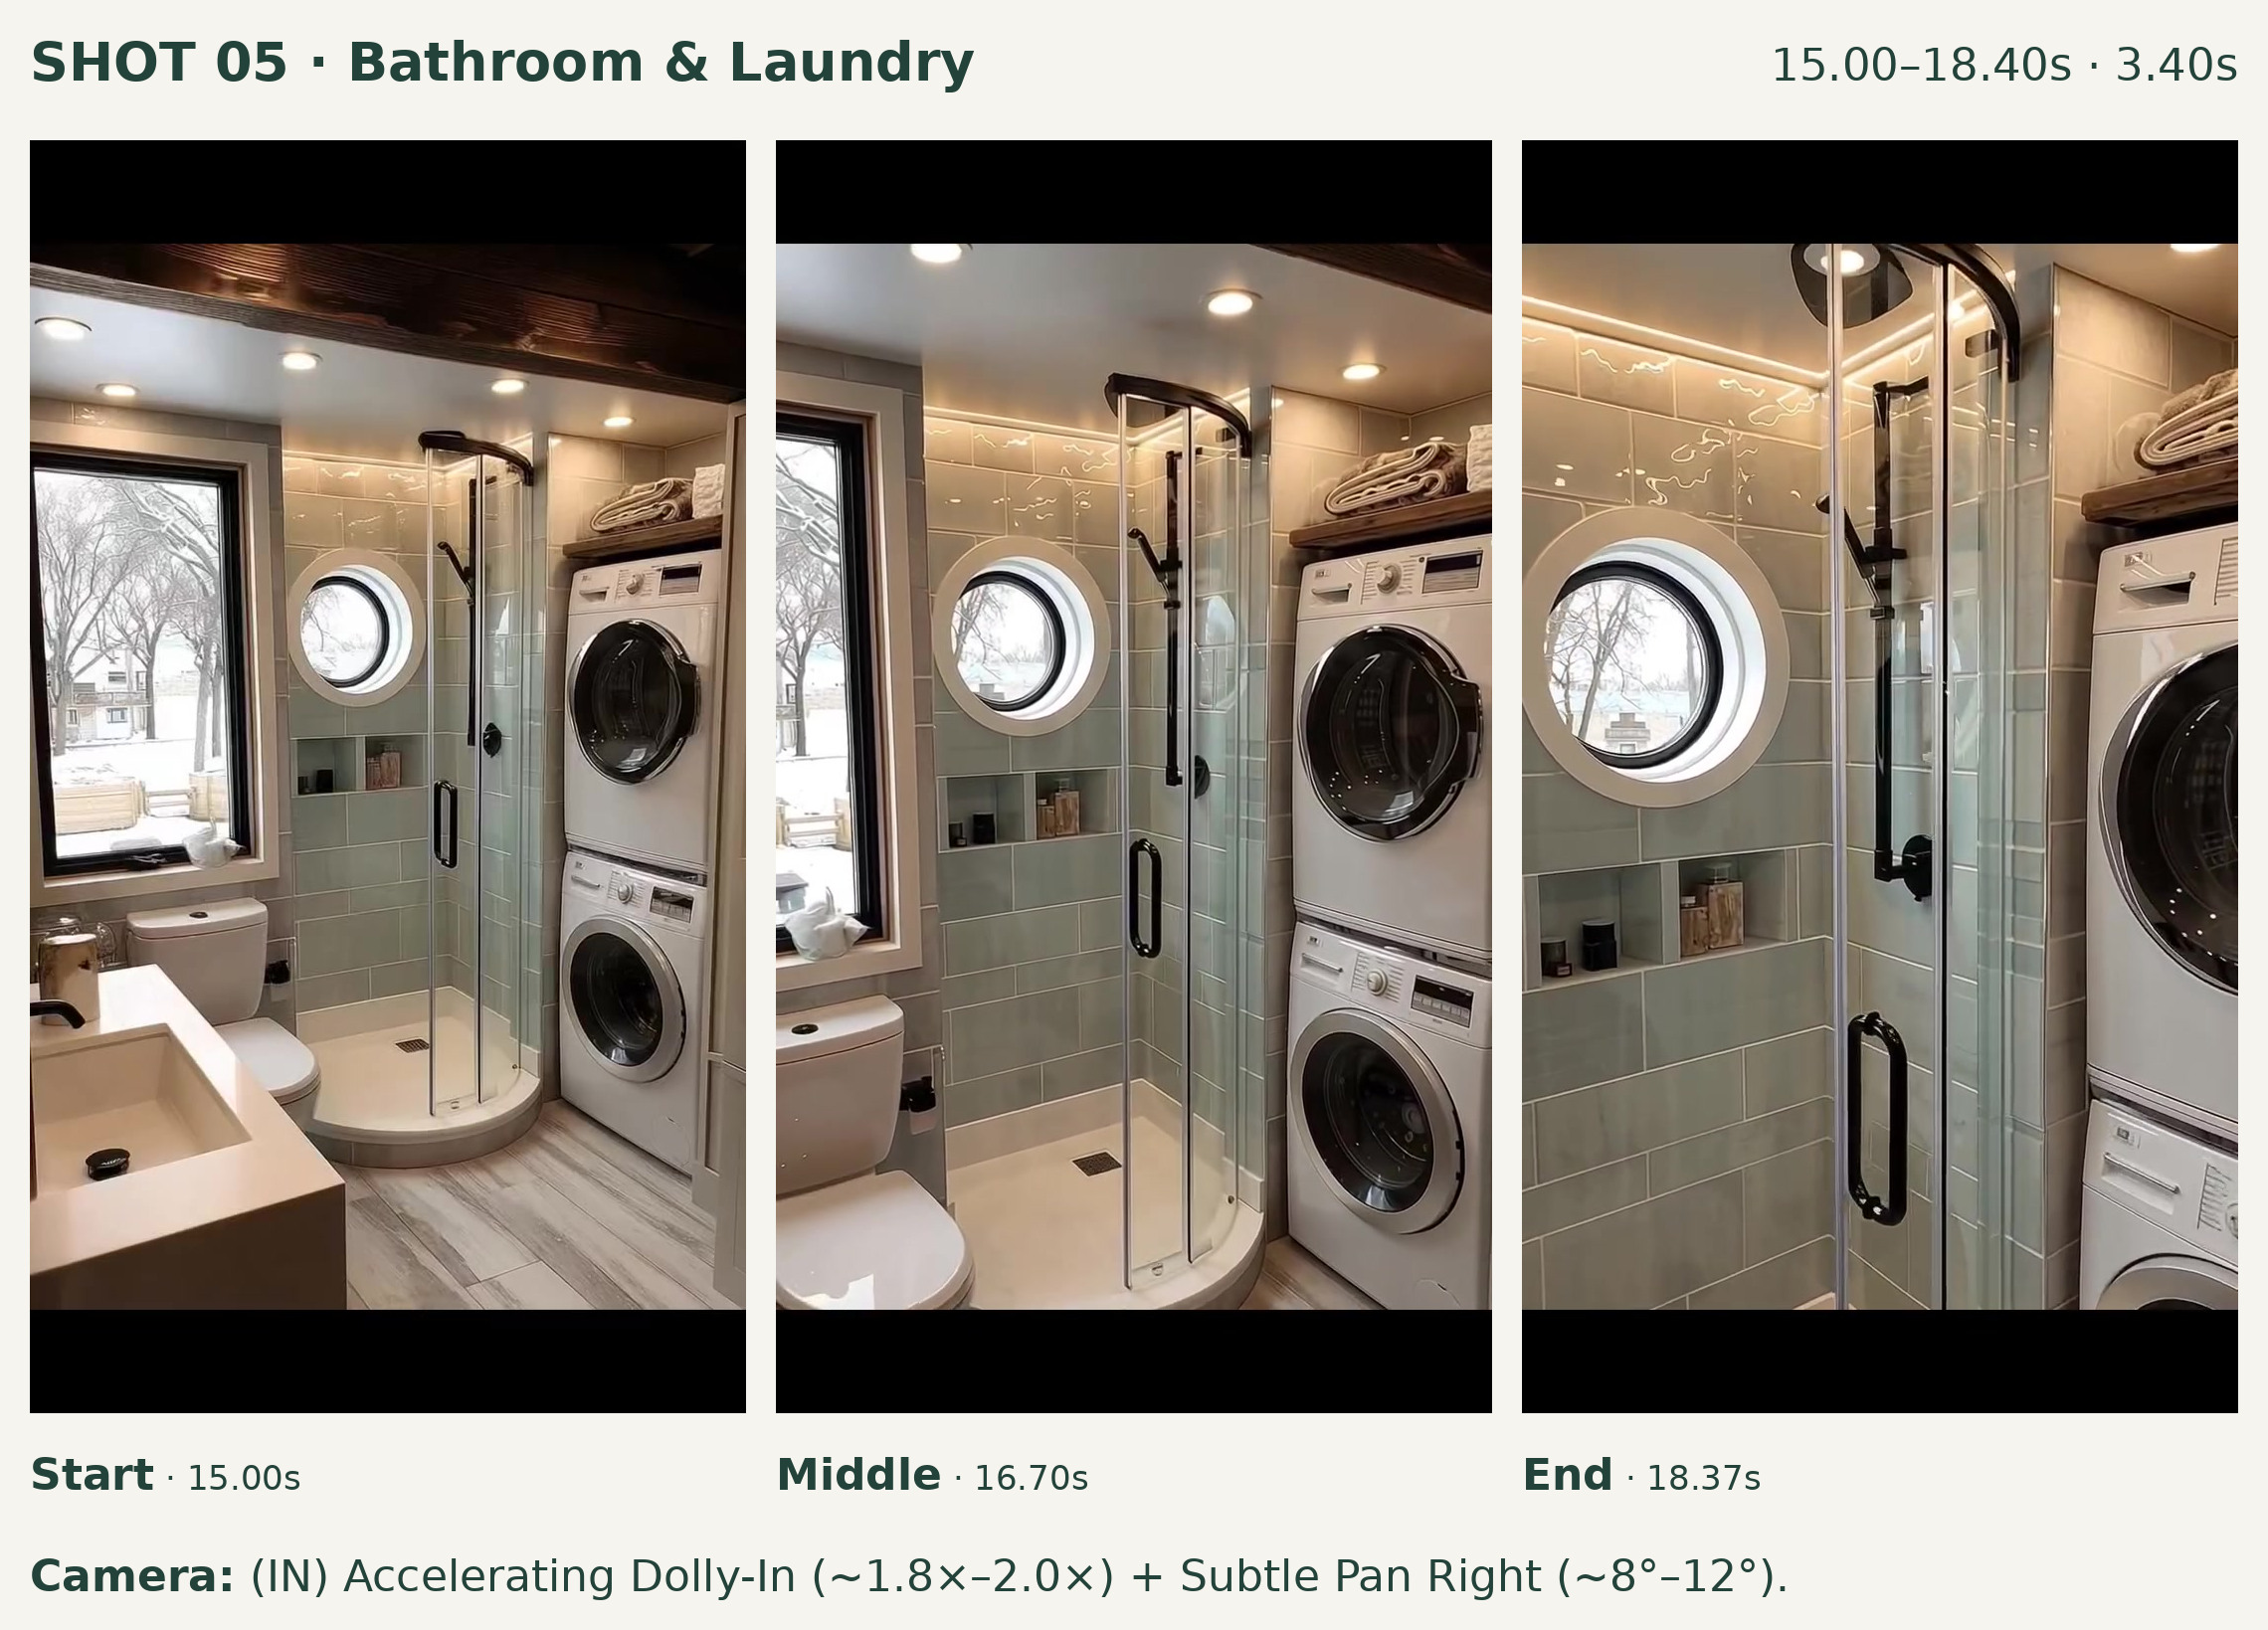 SHOT 05 · Bathroom & Laundry
15.00–18.40s · 3.40s
Start · 15.00s
Middle · 16.70s
End · 18.37s
Camera: (IN) Accelerating Dolly-In (~1.8×–2.0×) + Subtle Pan Right (~8°–12°).